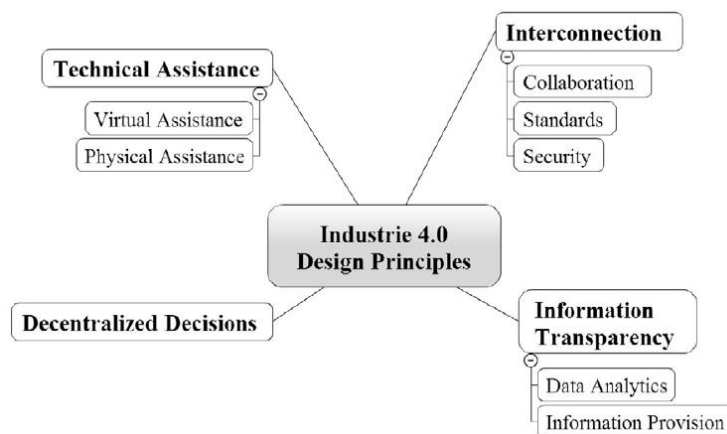 Technical Assistance
Virtual Assistance
Physical Assistance
Interconnection
Collaboration
Standards
Security
Industrie 4.0
Design Principles
Decentralized Decisions
Information
Transparency
Data Analytics
Information Provision